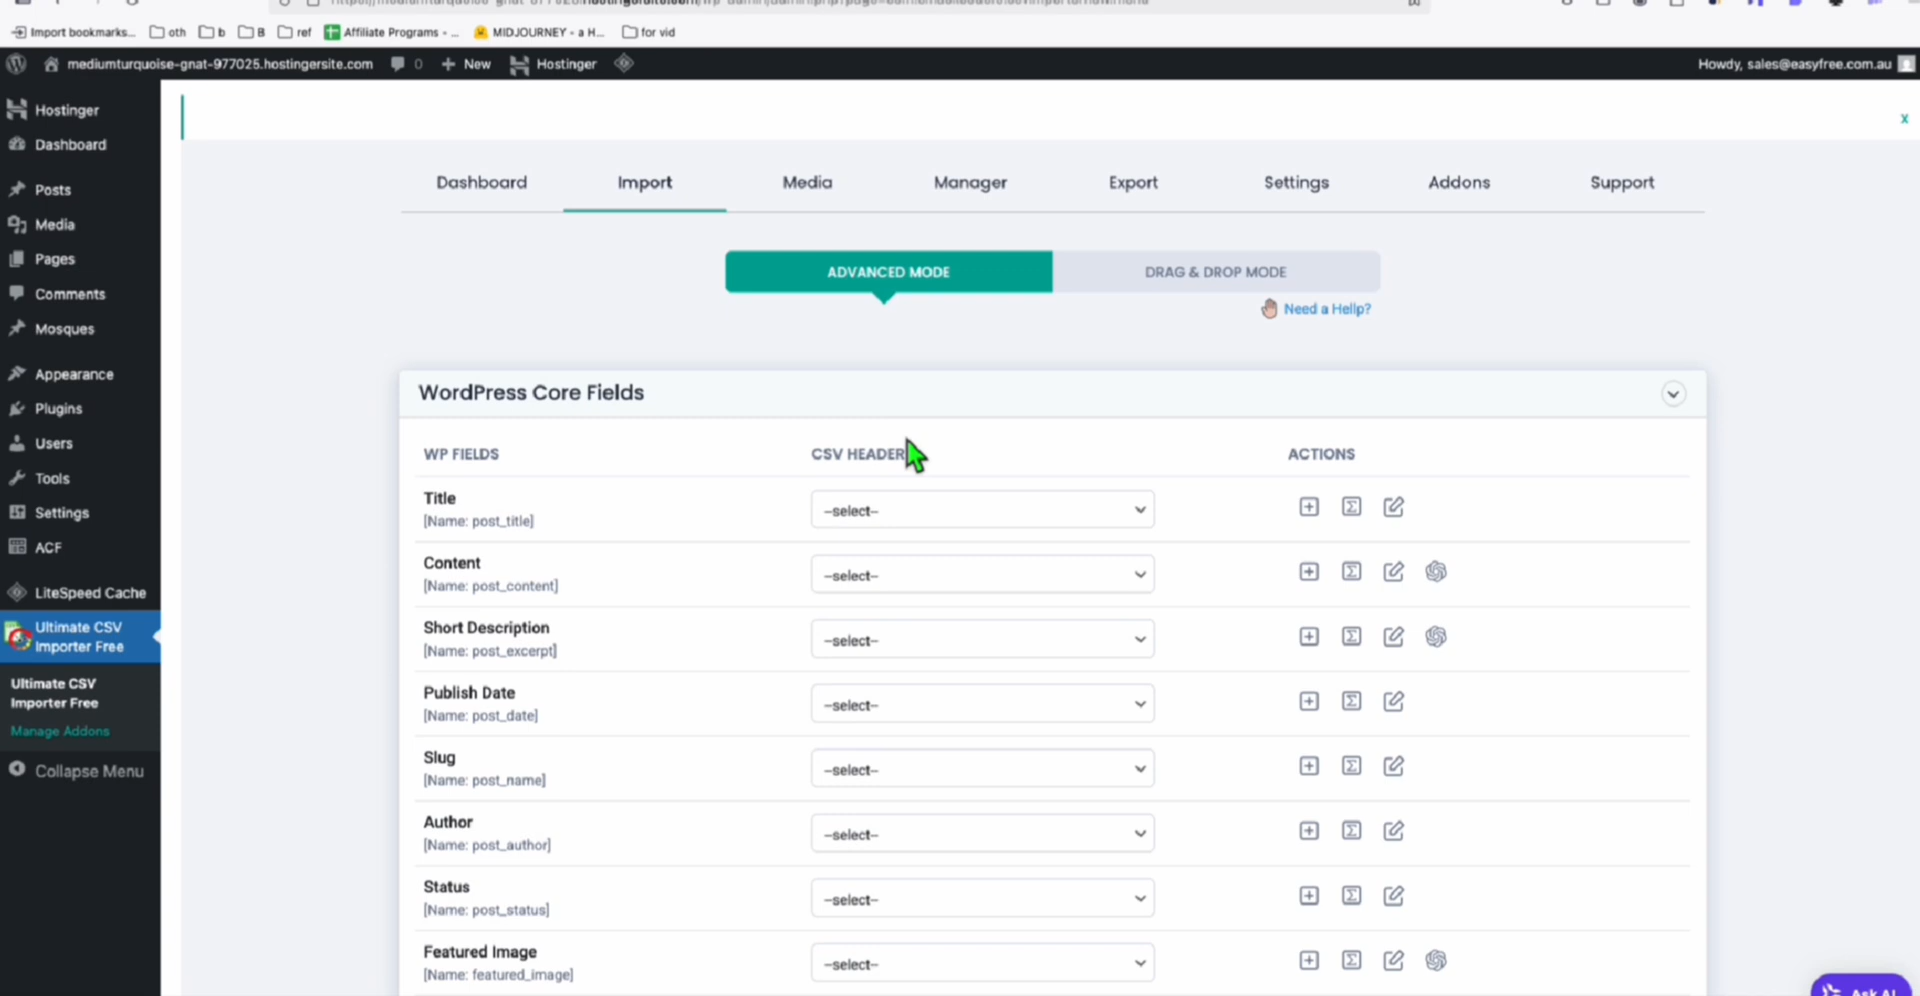 Import bookmarks... oth b B ref Affiliate Programs - ... MIDJOURNEY - a H... for vid
mediumturquoise-gnat-977025.hostingersite.com 0 + New Hostinger Howdy, sales@easyfree.com.au
Hostinger
Dashboard
Posts
Media
Pages
Comments
Mosques
Appearance
Plugins
Users
Tools
Settings
ACF
LiteSpeed Cache
Ultimate CSV
Importer Free
Ultimate CSV
Importer Free
Manage Addons
Collapse Menu
x
Dashboard Import Media Manager Export Settings Addons Support
ADVANCED MODE DRAG & DROP MODE
Need a Hellp?
WordPress Core Fields
WP FIELDS CSV HEADER ACTIONS
Title
[Name: post_title]
--select--
Content
[Name: post_content]
--select--
Short Description
[Name: post_excerpt]
--select--
Publish Date
[Name: post_date]
--select--
Slug
[Name: post_name]
--select--
Author
[Name: post_author]
--select--
Status
[Name: post_status]
--select--
Featured Image
[Name: featured_image]
--select--
Ask AI